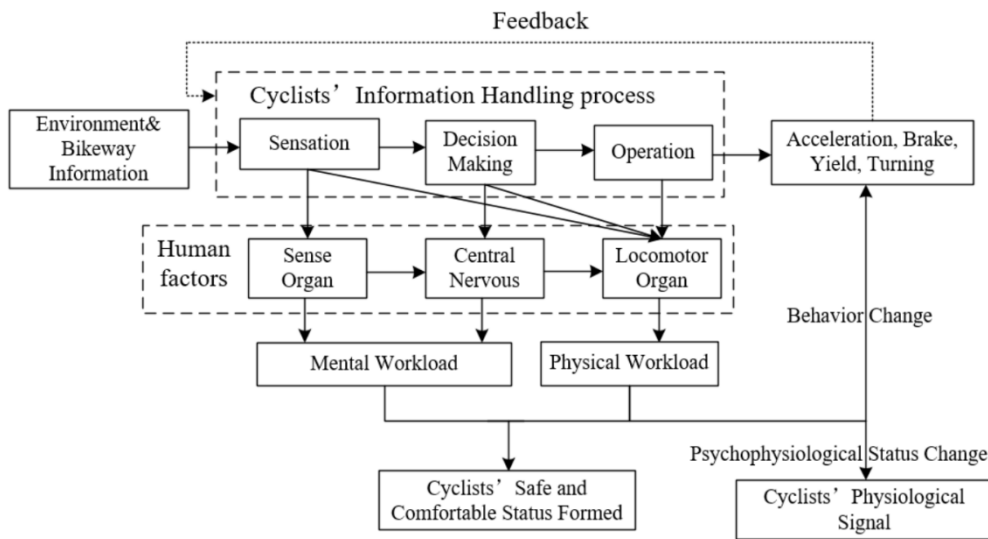 Feedback
Cyclists’ Information Handling process
Environment&
Bikeway
Information
Sensation
Decision
Making
Operation
Acceleration, Brake,
Yield, Turning
Human
factors
Sense
Organ
Central
Nervous
Locomotor
Organ
Behavior Change
Mental Workload
Physical Workload
Psychophysiological Status Change
Cyclists’ Safe and
Comfortable Status Formed
Cyclists’ Physiological
Signal